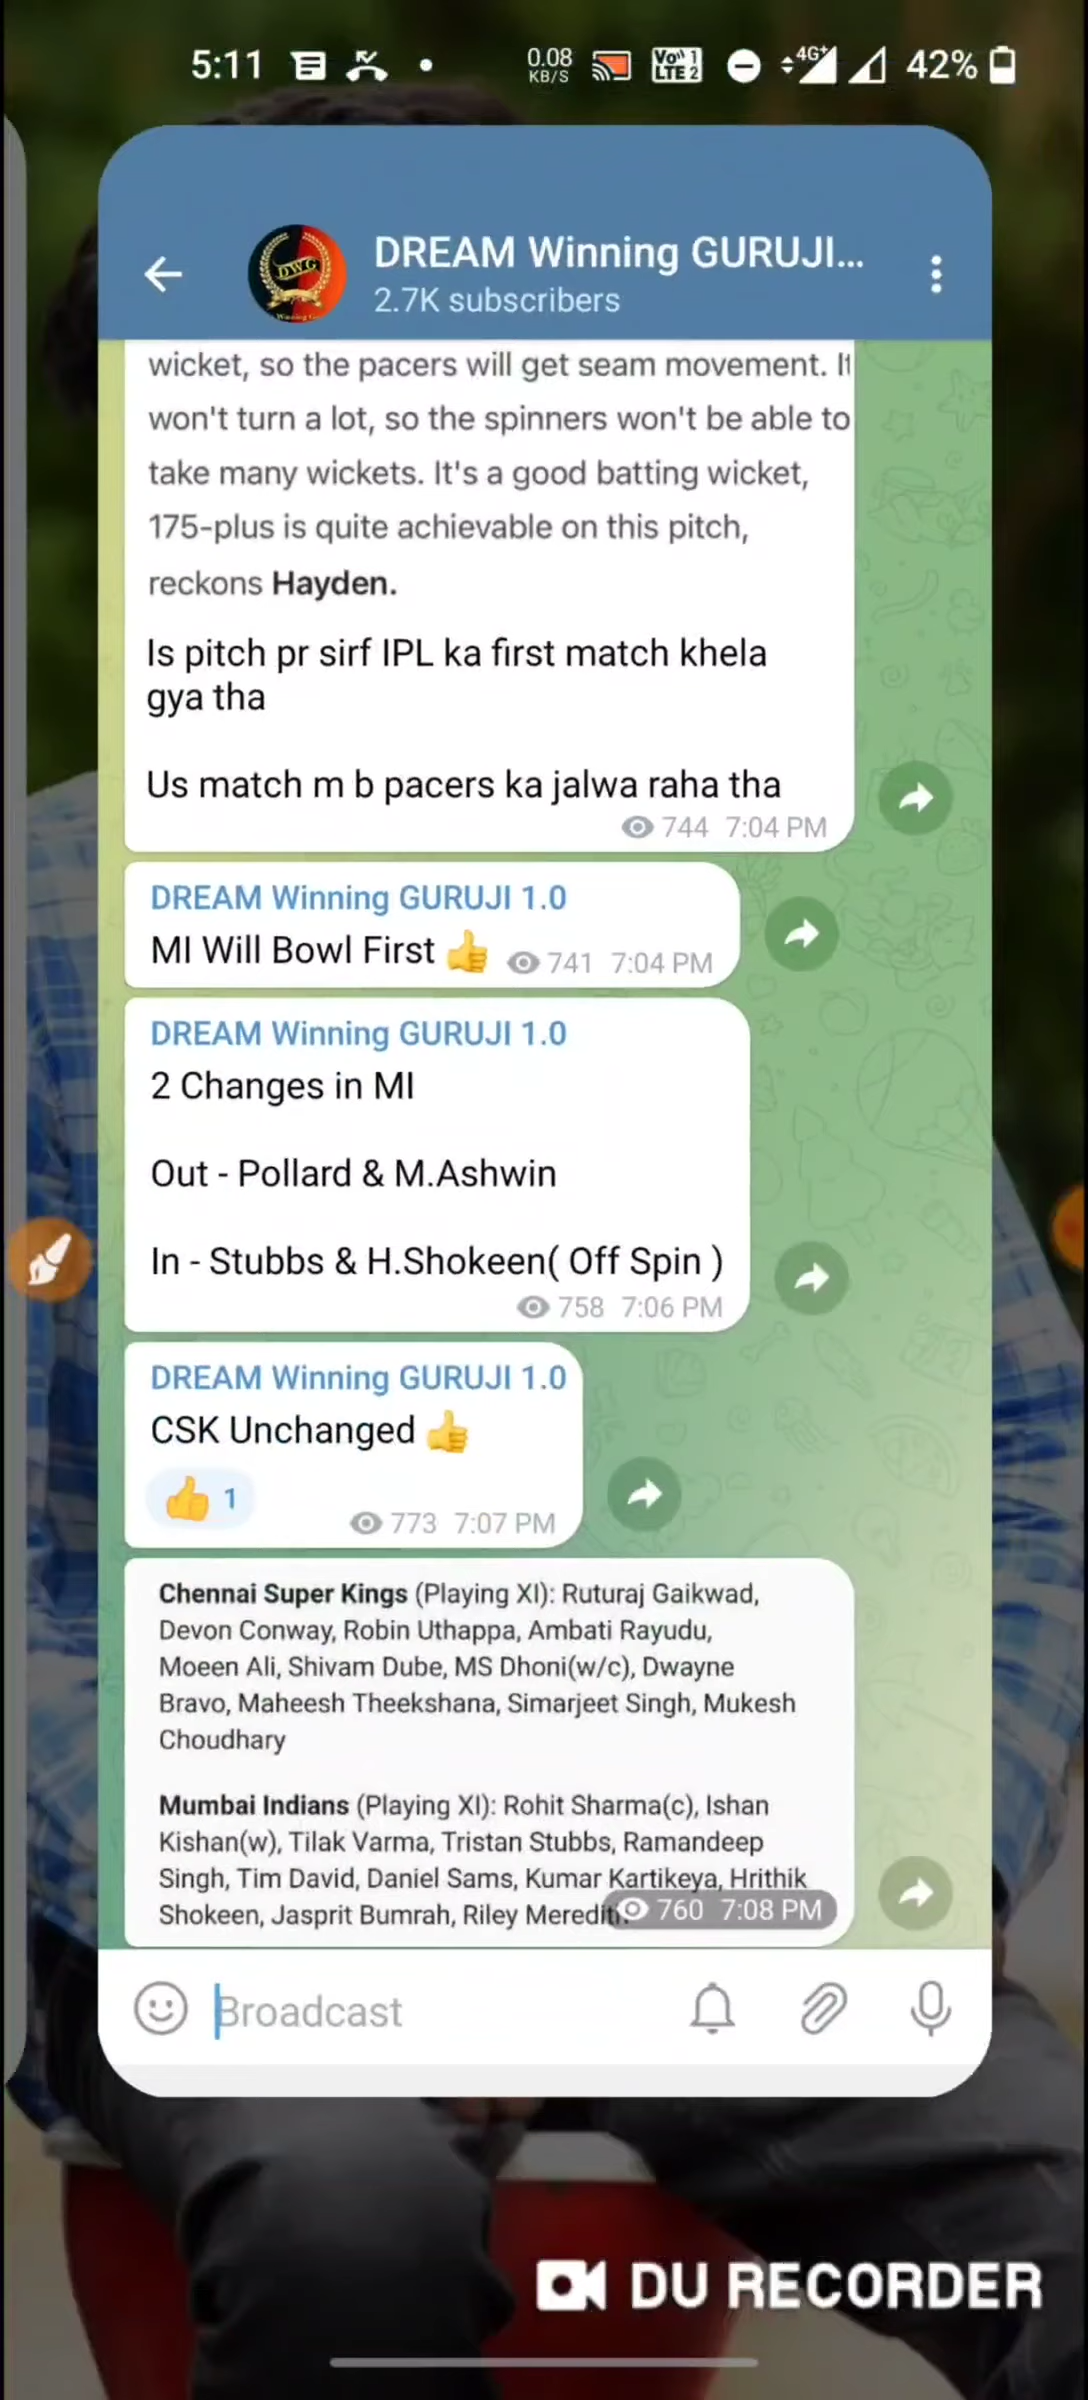 5:11
0.08
KB/S
Vo 1
LTE 2
4G+
42%
DREAM Winning GURUJI...
2.7K subscribers
DWG
wicket, so the pacers will get seam movement. It
won't turn a lot, so the spinners won't be able to
take many wickets. It's a good batting wicket,
175-plus is quite achievable on this pitch,
reckons Hayden.
Is pitch pr sirf IPL ka first match khela
gya tha
Us match m b pacers ka jalwa raha tha
744 7:04 PM
DREAM Winning GURUJI 1.0
MI Will Bowl First 👍 741 7:04 PM
DREAM Winning GURUJI 1.0
2 Changes in MI
Out - Pollard & M.Ashwin
In - Stubbs & H.Shokeen( Off Spin )
758 7:06 PM
DREAM Winning GURUJI 1.0
CSK Unchanged 👍
👍 1
773 7:07 PM
Chennai Super Kings (Playing XI): Ruturaj Gaikwad,
Devon Conway, Robin Uthappa, Ambati Rayudu,
Moeen Ali, Shivam Dube, MS Dhoni(w/c), Dwayne
Bravo, Maheesh Theekshana, Simarjeet Singh, Mukesh
Choudhary
Mumbai Indians (Playing XI): Rohit Sharma(c), Ishan
Kishan(w), Tilak Varma, Tristan Stubbs, Ramandeep
Singh, Tim David, Daniel Sams, Kumar Kartikeya, Hrithik
Shokeen, Jasprit Bumrah, Riley Meredith
760 7:08 PM
Broadcast
DU RECORDER